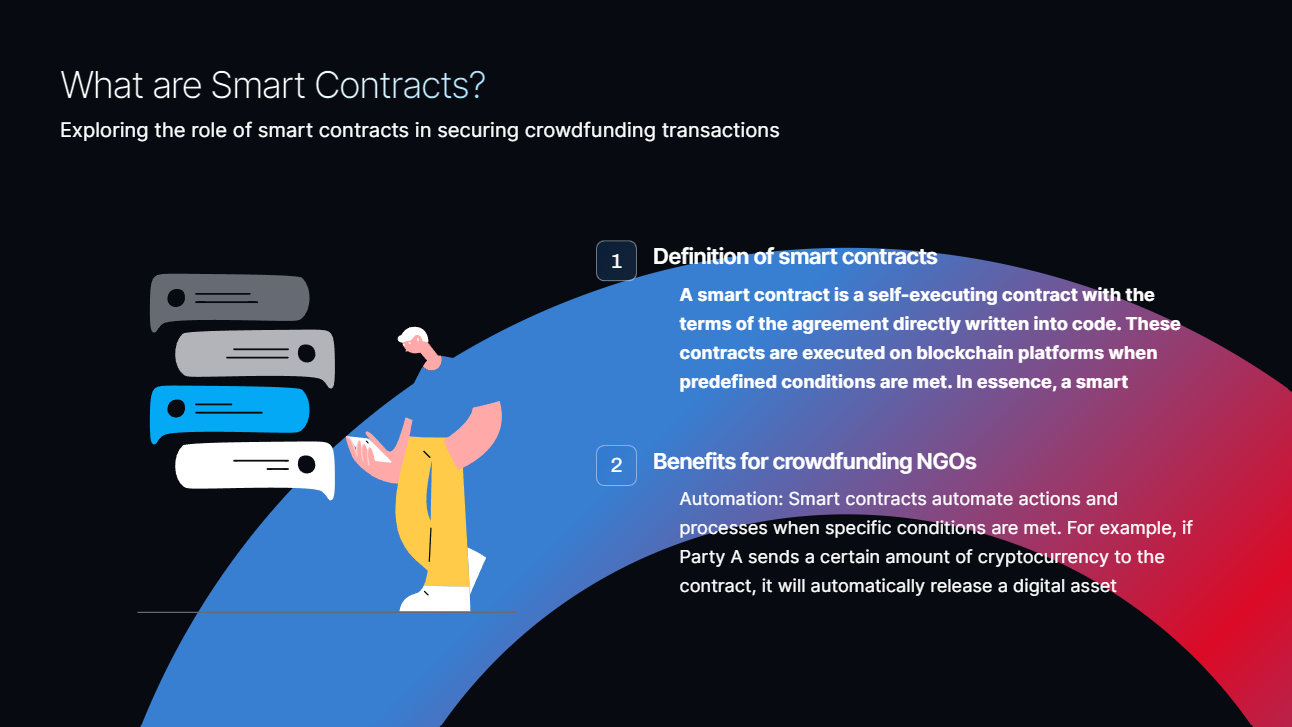 What are Smart Contracts?
Exploring the role of smart contracts in securing crowdfunding transactions
1
Definition of smart contracts
A smart contract is a self-executing contract with the
terms of the agreement directly written into code. These
contracts are executed on blockchain platforms when
predefined conditions are met. In essence, a smart
2
Benefits for crowdfunding NGOs
Automation: Smart contracts automate actions and
processes when specific conditions are met. For example, if
Party A sends a certain amount of cryptocurrency to the
contract, it will automatically release a digital asset